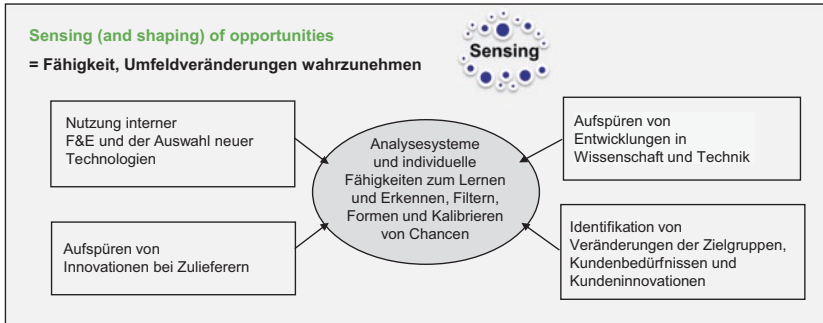 Sensing (and shaping) of opportunities
= Fähigkeit, Umfeldveränderungen wahrzunehmen
Sensing
Nutzung interner
F&E und der Auswahl neuer
Technologien
Aufspüren von
Innovationen bei Zulieferern
Analysesysteme
und individuelle
Fähigkeiten zum Lernen
und Erkennen, Filtern,
Formen und Kalibrieren
von Chancen
Aufspüren von
Entwicklungen in
Wissenschaft und Technik
Identifikation von
Veränderungen der Zielgruppen,
Kundenbedürfnissen und
Kundeninnovationen